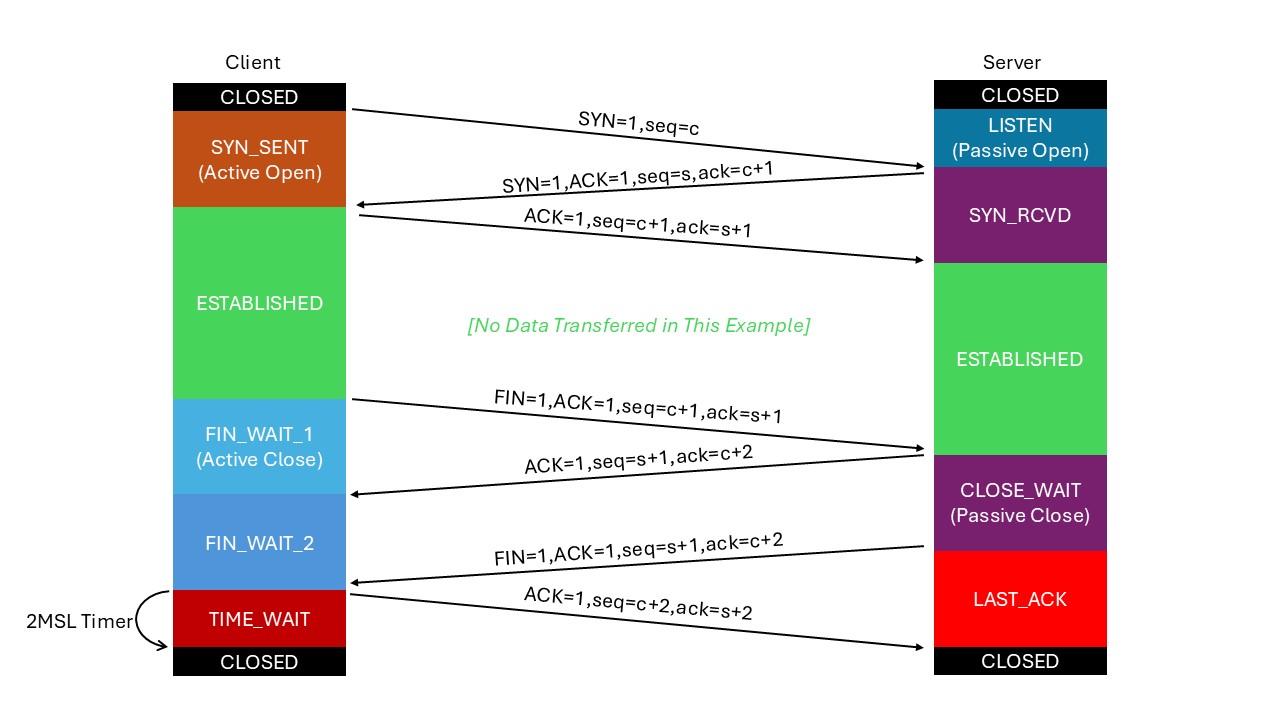 Client
Server
CLOSED
CLOSED
SYN_SENT
(Active Open)
SYN=1,seq=c
LISTEN
(Passive Open)
SYN=1,ACK=1,seq=s,ack=c+1
SYN_RCVD
ACK=1,seq=c+1,ack=s+1
ESTABLISHED
[No Data Transferred in This Example]
ESTABLISHED
FIN=1,ACK=1,seq=c+1,ack=s+1
FIN_WAIT_1
(Active Close)
ACK=1,seq=s+1,ack=c+2
CLOSE_WAIT
(Passive Close)
FIN_WAIT_2
FIN=1,ACK=1,seq=s+1,ack=c+2
ACK=1,seq=c+2,ack=s+2
LAST_ACK
2MSL Timer
TIME_WAIT
CLOSED
CLOSED